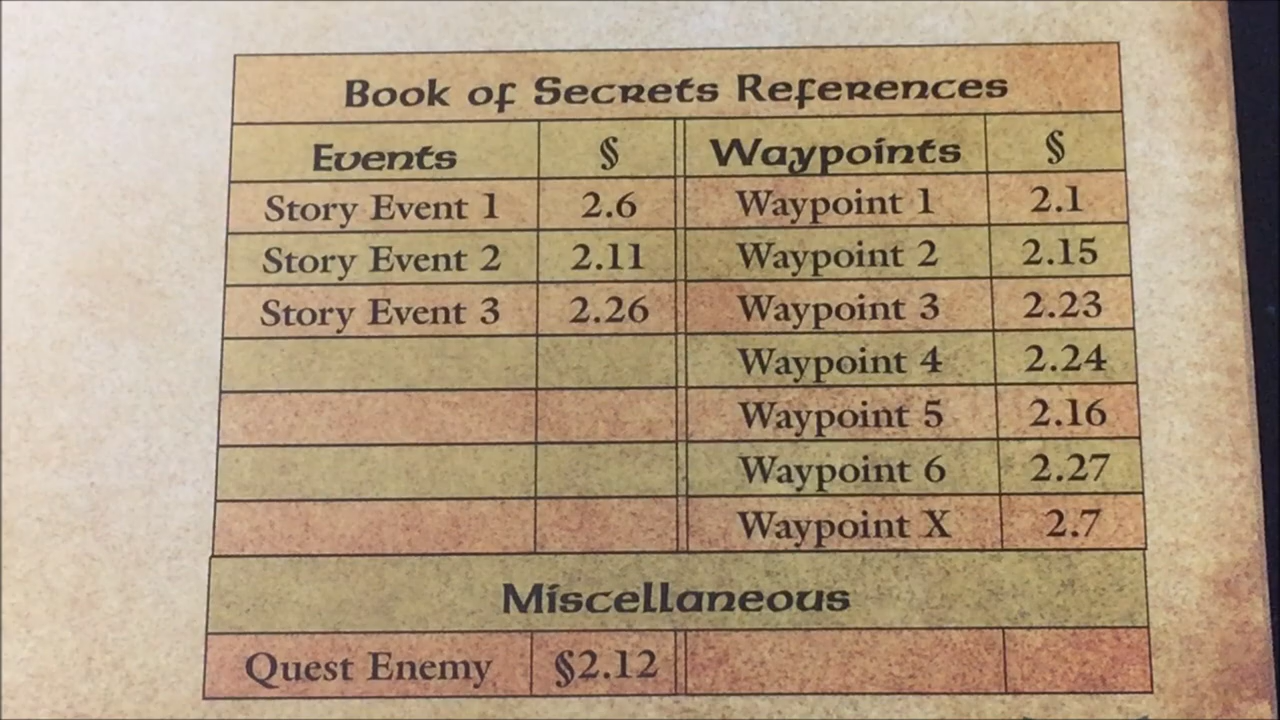 Book of Secrets References
Events § Waypoints §
Story Event 1 2.6 Waypoint 1 2.1
Story Event 2 2.11 Waypoint 2 2.15
Story Event 3 2.26 Waypoint 3 2.23
Waypoint 4 2.24
Waypoint 5 2.16
Waypoint 6 2.27
Waypoint X 2.7
Miscellaneous
Quest Enemy §2.12